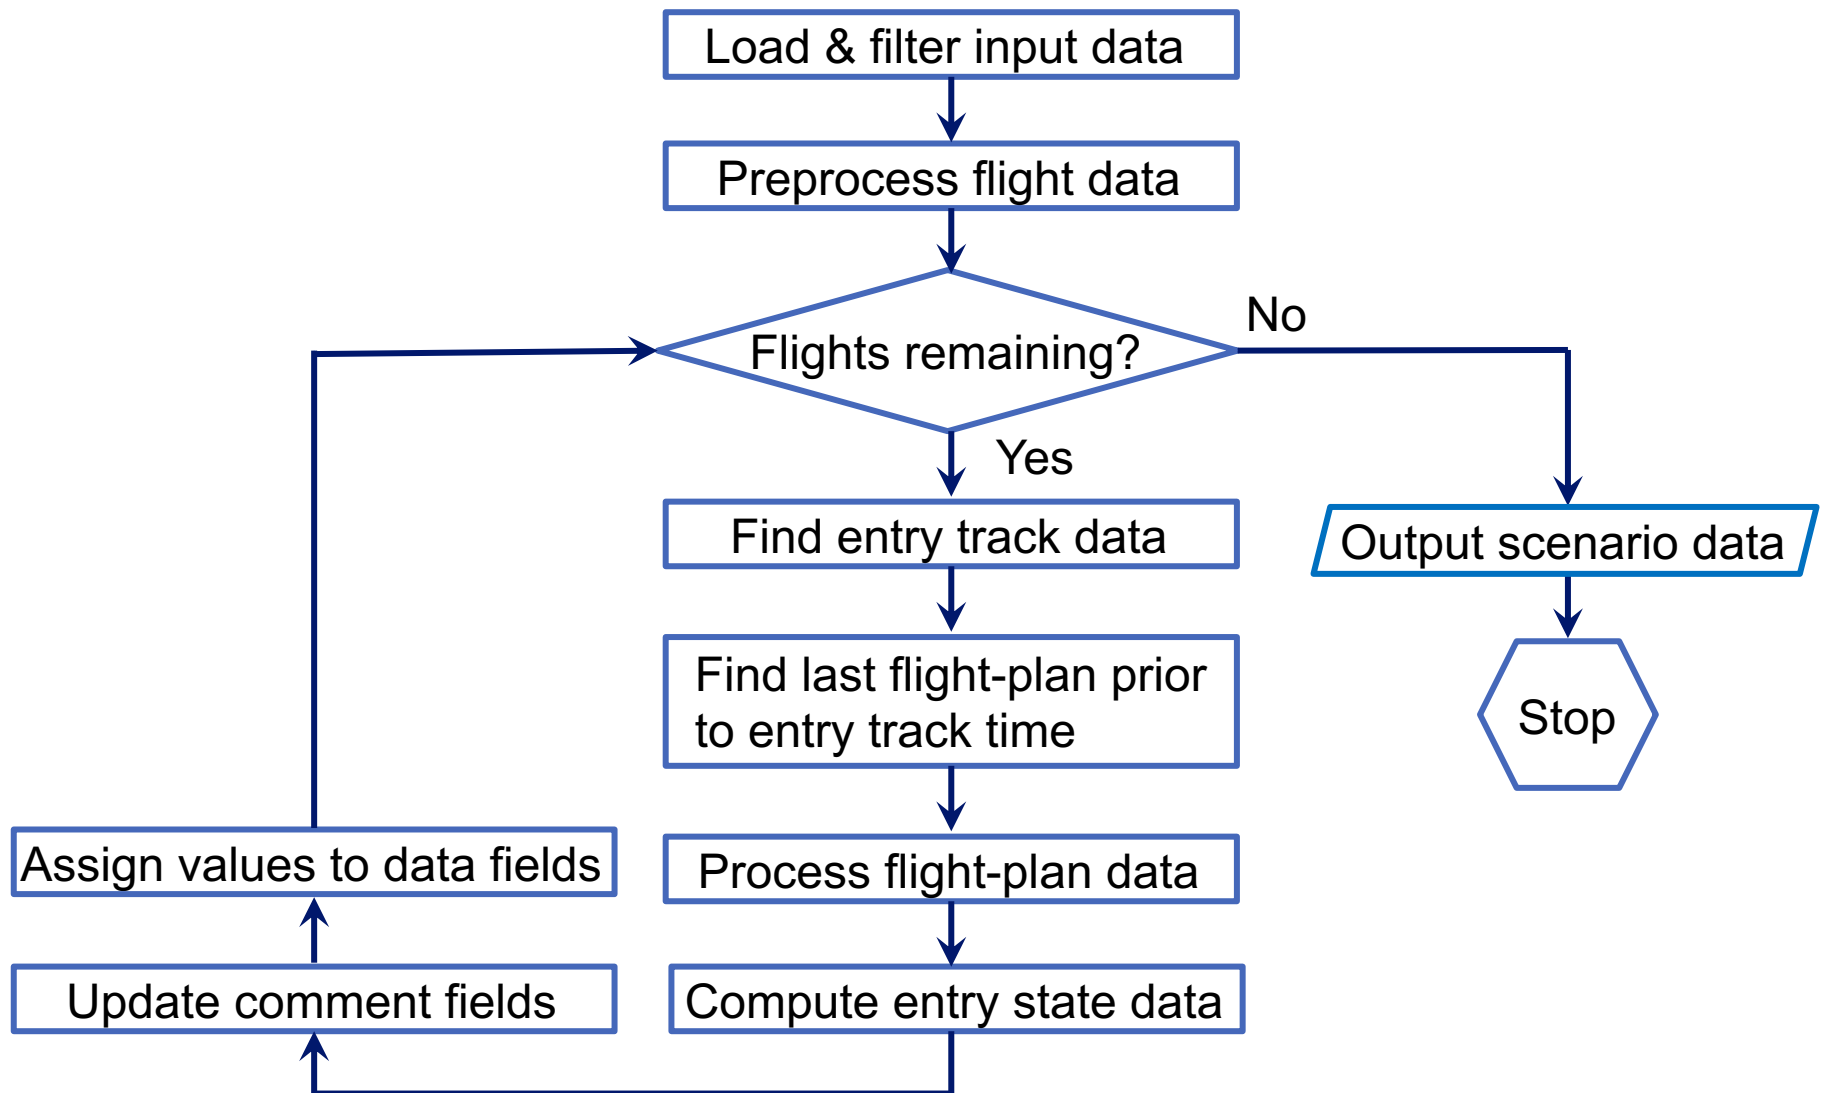 Load & filter input data
Preprocess flight data
Flights remaining?
No
Yes
Find entry track data
Output scenario data
Find last flight-plan prior
to entry track time
Stop
Process flight-plan data
Assign values to data fields
Update comment fields
Compute entry state data